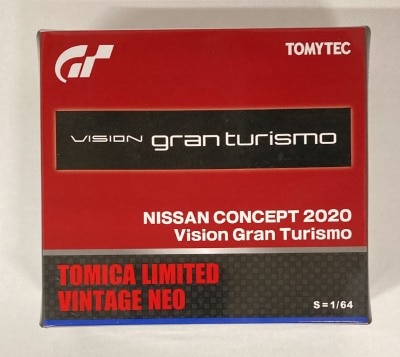 GT TOMYTEC
VISION gran turismo
NISSAN CONCEPT 2020
Vision Gran Turismo
TOMICA LIMITED
VINTAGE NEO
S=1/64